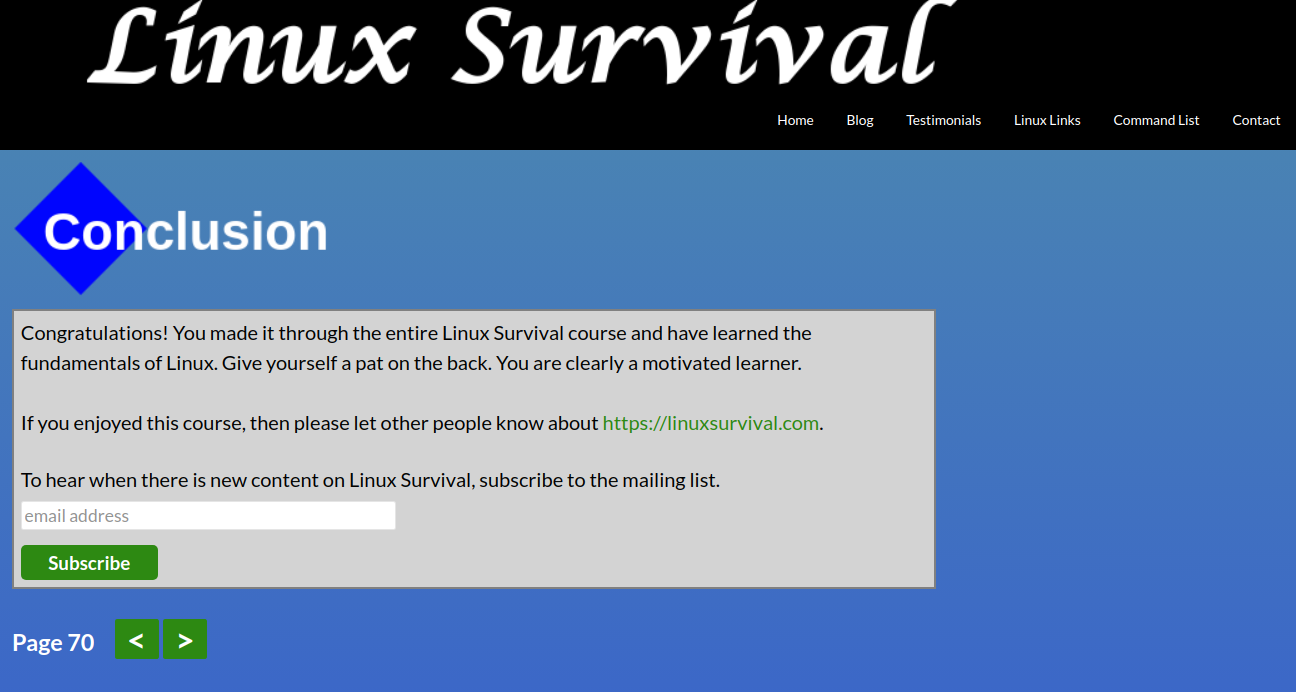 Linux Survival
Home Blog Testimonials Linux Links Command List Contact
Conclusion
Congratulations! You made it through the entire Linux Survival course and have learned the
fundamentals of Linux. Give yourself a pat on the back. You are clearly a motivated learner.
If you enjoyed this course, then please let other people know about https://linuxsurvival.com.
To hear when there is new content on Linux Survival, subscribe to the mailing list.
email address
Subscribe
Page 70 < >